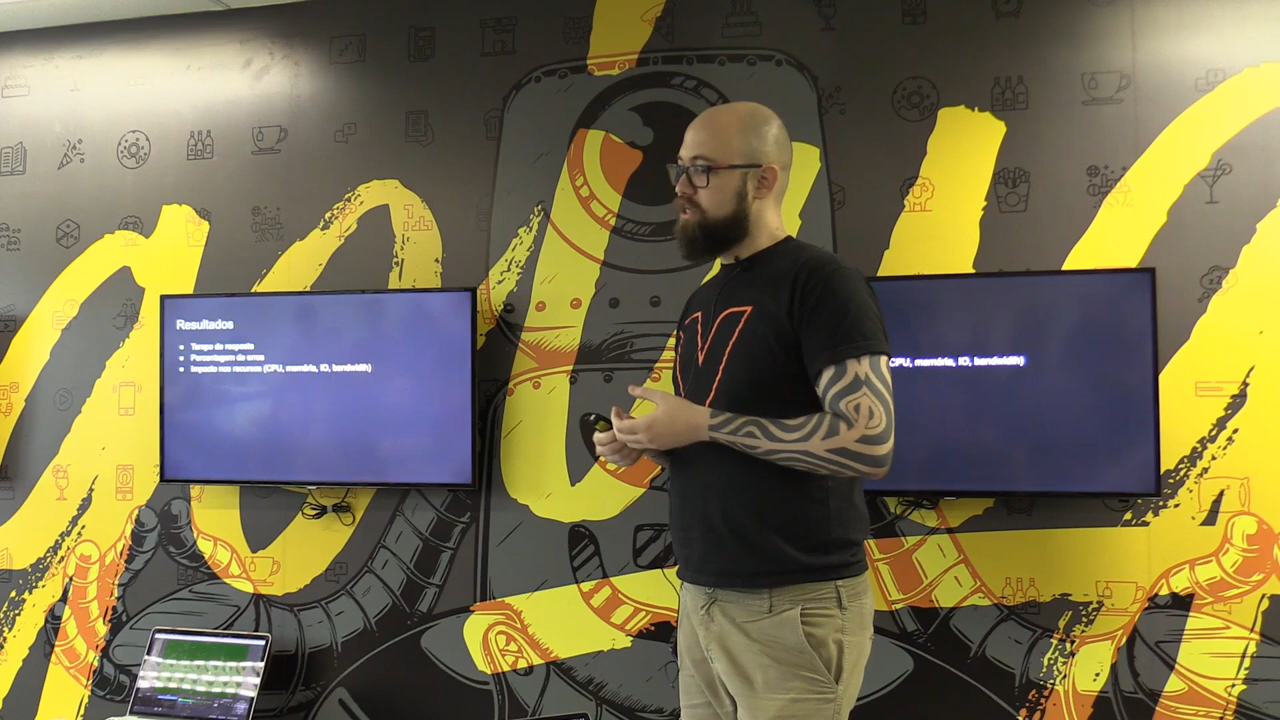 Resultados
Tempo de resposta
Porcentagem de erros
Impacto nos recursos (CPU, memória, IO, bandwidth)
CPU, memória, IO, bandwidth)